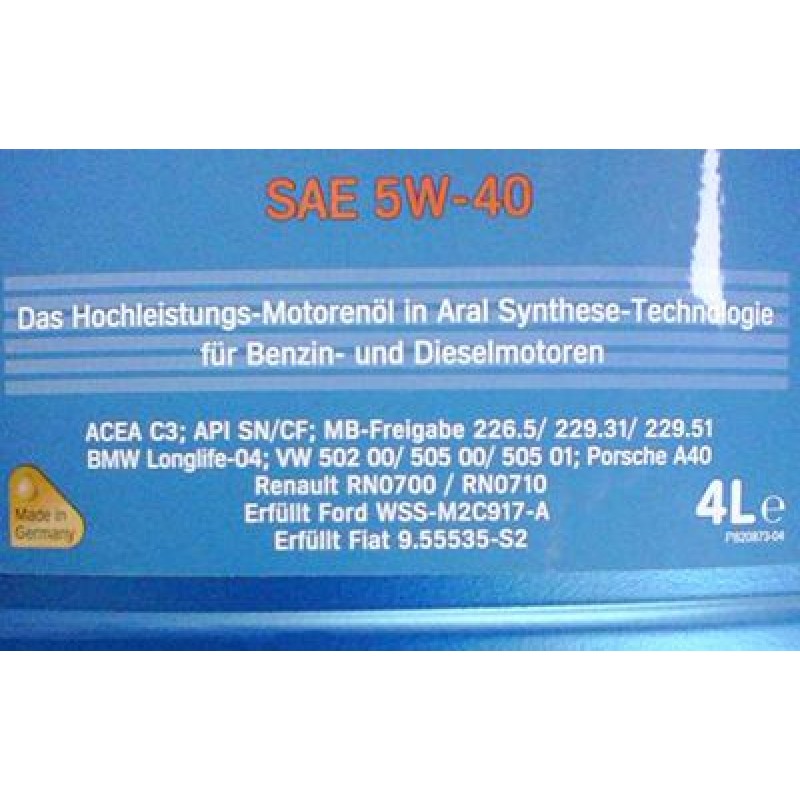 SAE 5W-40
Das Hochleistungs-Motorenöl in Aral Synthese-Technologie
für Benzin- und Dieselmotoren
ACEA C3; API SN/CF; MB-Freigabe 226.5/ 229.31/ 229.51
BMW Longlife-04; VW 502 00/ 505 00/ 505 01; Porsche A40
Renault RN0700 / RN0710
Erfüllt Ford WSS-M2C917-A
Erfüllt Fiat 9.55535-S2
Made in
Germany
4L e
P820873-04